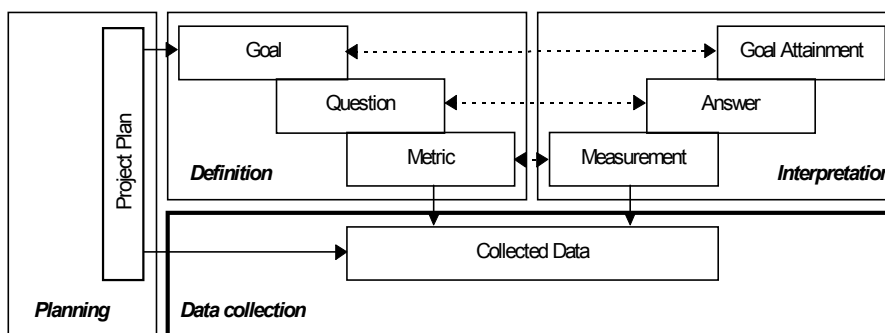 Goal
Goal Attainment
Question
Answer
Metric
Measurement
Definition
Interpretation
Project Plan
Collected Data
Planning
Data collection